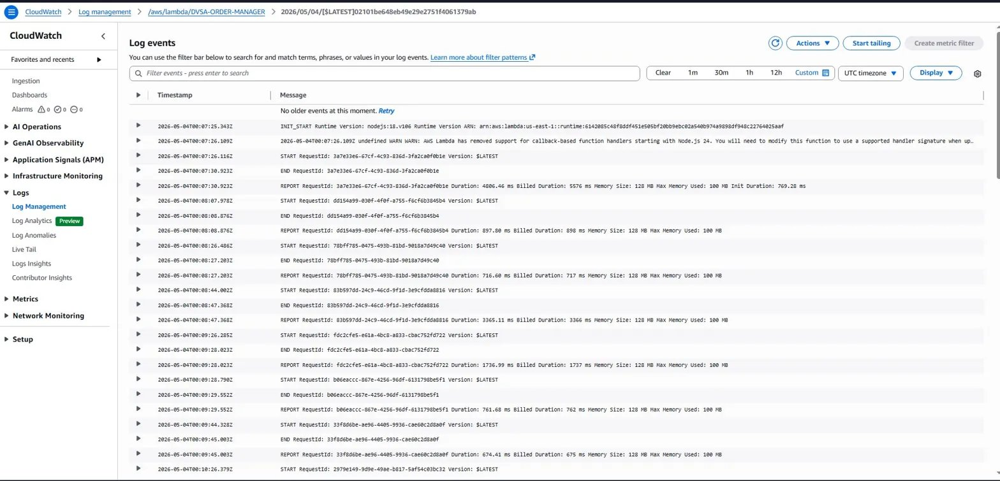 CloudWatch > Log management > /aws/lambda/DVSA-ORDER-MANAGER > 2026/05/04/[$LATEST]02101be648eb49e29e2751f4061379ab
CloudWatch
Favorites and recents
Ingestion
Dashboards
Alarms 0 0 0
AI Operations
GenAI Observability
Application Signals (APM)
Infrastructure Monitoring
Logs
Log Management
Log Analytics Preview
Log Anomalies
Live Tail
Logs Insights
Contributor Insights
Metrics
Network Monitoring
Setup
Log events
Actions Start tailing Create metric filter
You can use the filter bar below to search for and match terms, phrases, or values in your log events. Learn more about filter patterns
Filter events - press enter to search
Clear 1m 30m 1h 12h Custom UTC timezone Display
Timestamp Message
No older events at this moment. Retry
2026-05-04T00:07:25.343Z INIT_START Runtime Version: nodejs:18.v106 Runtime Version ARN: arn:aws:lambda:us-east-1::runtime:6142085c48f8ddf451e505bf20bb9ebc02a540b974a9898df948c22764025aaf
2026-05-04T00:07:26.109Z 2026-05-04T00:07:26.109Z undefined WARN WARN: AWS Lambda has removed support for callback-based function handlers starting with Node.js 24. You will need to modify this function to use a supported handler signature when up…
2026-05-04T00:07:26.116Z START RequestId: 3a7e33e6-67cf-4c93-836d-3fa2ca0f0b1e Version: $LATEST
2026-05-04T00:07:30.923Z END RequestId: 3a7e33e6-67cf-4c93-836d-3fa2ca0f0b1e
2026-05-04T00:07:30.923Z REPORT RequestId: 3a7e33e6-67cf-4c93-836d-3fa2ca0f0b1e Duration: 4806.46 ms Billed Duration: 5576 ms Memory Size: 128 MB Max Memory Used: 100 MB Init Duration: 769.28 ms
2026-05-04T00:08:07.978Z START RequestId: dd154a99-030f-4f0f-a755-f6cf6b3845b4 Version: $LATEST
2026-05-04T00:08:08.876Z END RequestId: dd154a99-030f-4f0f-a755-f6cf6b3845b4
2026-05-04T00:08:08.876Z REPORT RequestId: dd154a99-030f-4f0f-a755-f6cf6b3845b4 Duration: 897.80 ms Billed Duration: 898 ms Memory Size: 128 MB Max Memory Used: 100 MB
2026-05-04T00:08:26.486Z START RequestId: 78bff785-0475-493b-81bd-9018a7d49c40 Version: $LATEST
2026-05-04T00:08:27.203Z END RequestId: 78bff785-0475-493b-81bd-9018a7d49c40
2026-05-04T00:08:27.203Z REPORT RequestId: 78bff785-0475-493b-81bd-9018a7d49c40 Duration: 716.60 ms Billed Duration: 717 ms Memory Size: 128 MB Max Memory Used: 100 MB
2026-05-04T00:08:44.002Z START RequestId: 83b597dd-24c9-46cd-9f1d-3e9cfdda8816 Version: $LATEST
2026-05-04T00:08:47.368Z END RequestId: 83b597dd-24c9-46cd-9f1d-3e9cfdda8816
2026-05-04T00:08:47.368Z REPORT RequestId: 83b597dd-24c9-46cd-9f1d-3e9cfdda8816 Duration: 3365.11 ms Billed Duration: 3366 ms Memory Size: 128 MB Max Memory Used: 100 MB
2026-05-04T00:09:26.285Z START RequestId: fdc2cfe5-e61a-4bc8-a833-cbac752fd722 Version: $LATEST
2026-05-04T00:09:28.023Z END RequestId: fdc2cfe5-e61a-4bc8-a833-cbac752fd722
2026-05-04T00:09:28.023Z REPORT RequestId: fdc2cfe5-e61a-4bc8-a833-cbac752fd722 Duration: 1736.99 ms Billed Duration: 1737 ms Memory Size: 128 MB Max Memory Used: 100 MB
2026-05-04T00:09:28.790Z START RequestId: b06eaccc-867e-4256-96df-6131798be5f1 Version: $LATEST
2026-05-04T00:09:29.552Z END RequestId: b06eaccc-867e-4256-96df-6131798be5f1
2026-05-04T00:09:29.552Z REPORT RequestId: b06eaccc-867e-4256-96df-6131798be5f1 Duration: 761.68 ms Billed Duration: 762 ms Memory Size: 128 MB Max Memory Used: 100 MB
2026-05-04T00:09:44.328Z START RequestId: 33f8d6be-ae96-4405-9936-cae60c2d8a0f Version: $LATEST
2026-05-04T00:09:45.003Z END RequestId: 33f8d6be-ae96-4405-9936-cae60c2d8a0f
2026-05-04T00:09:45.003Z REPORT RequestId: 33f8d6be-ae96-4405-9936-cae60c2d8a0f Duration: 674.41 ms Billed Duration: 675 ms Memory Size: 128 MB Max Memory Used: 100 MB
2026-05-04T00:10:26.379Z START RequestId: 2979e149-9d9e-49ae-b817-5af54c03bc32 Version: $LATEST